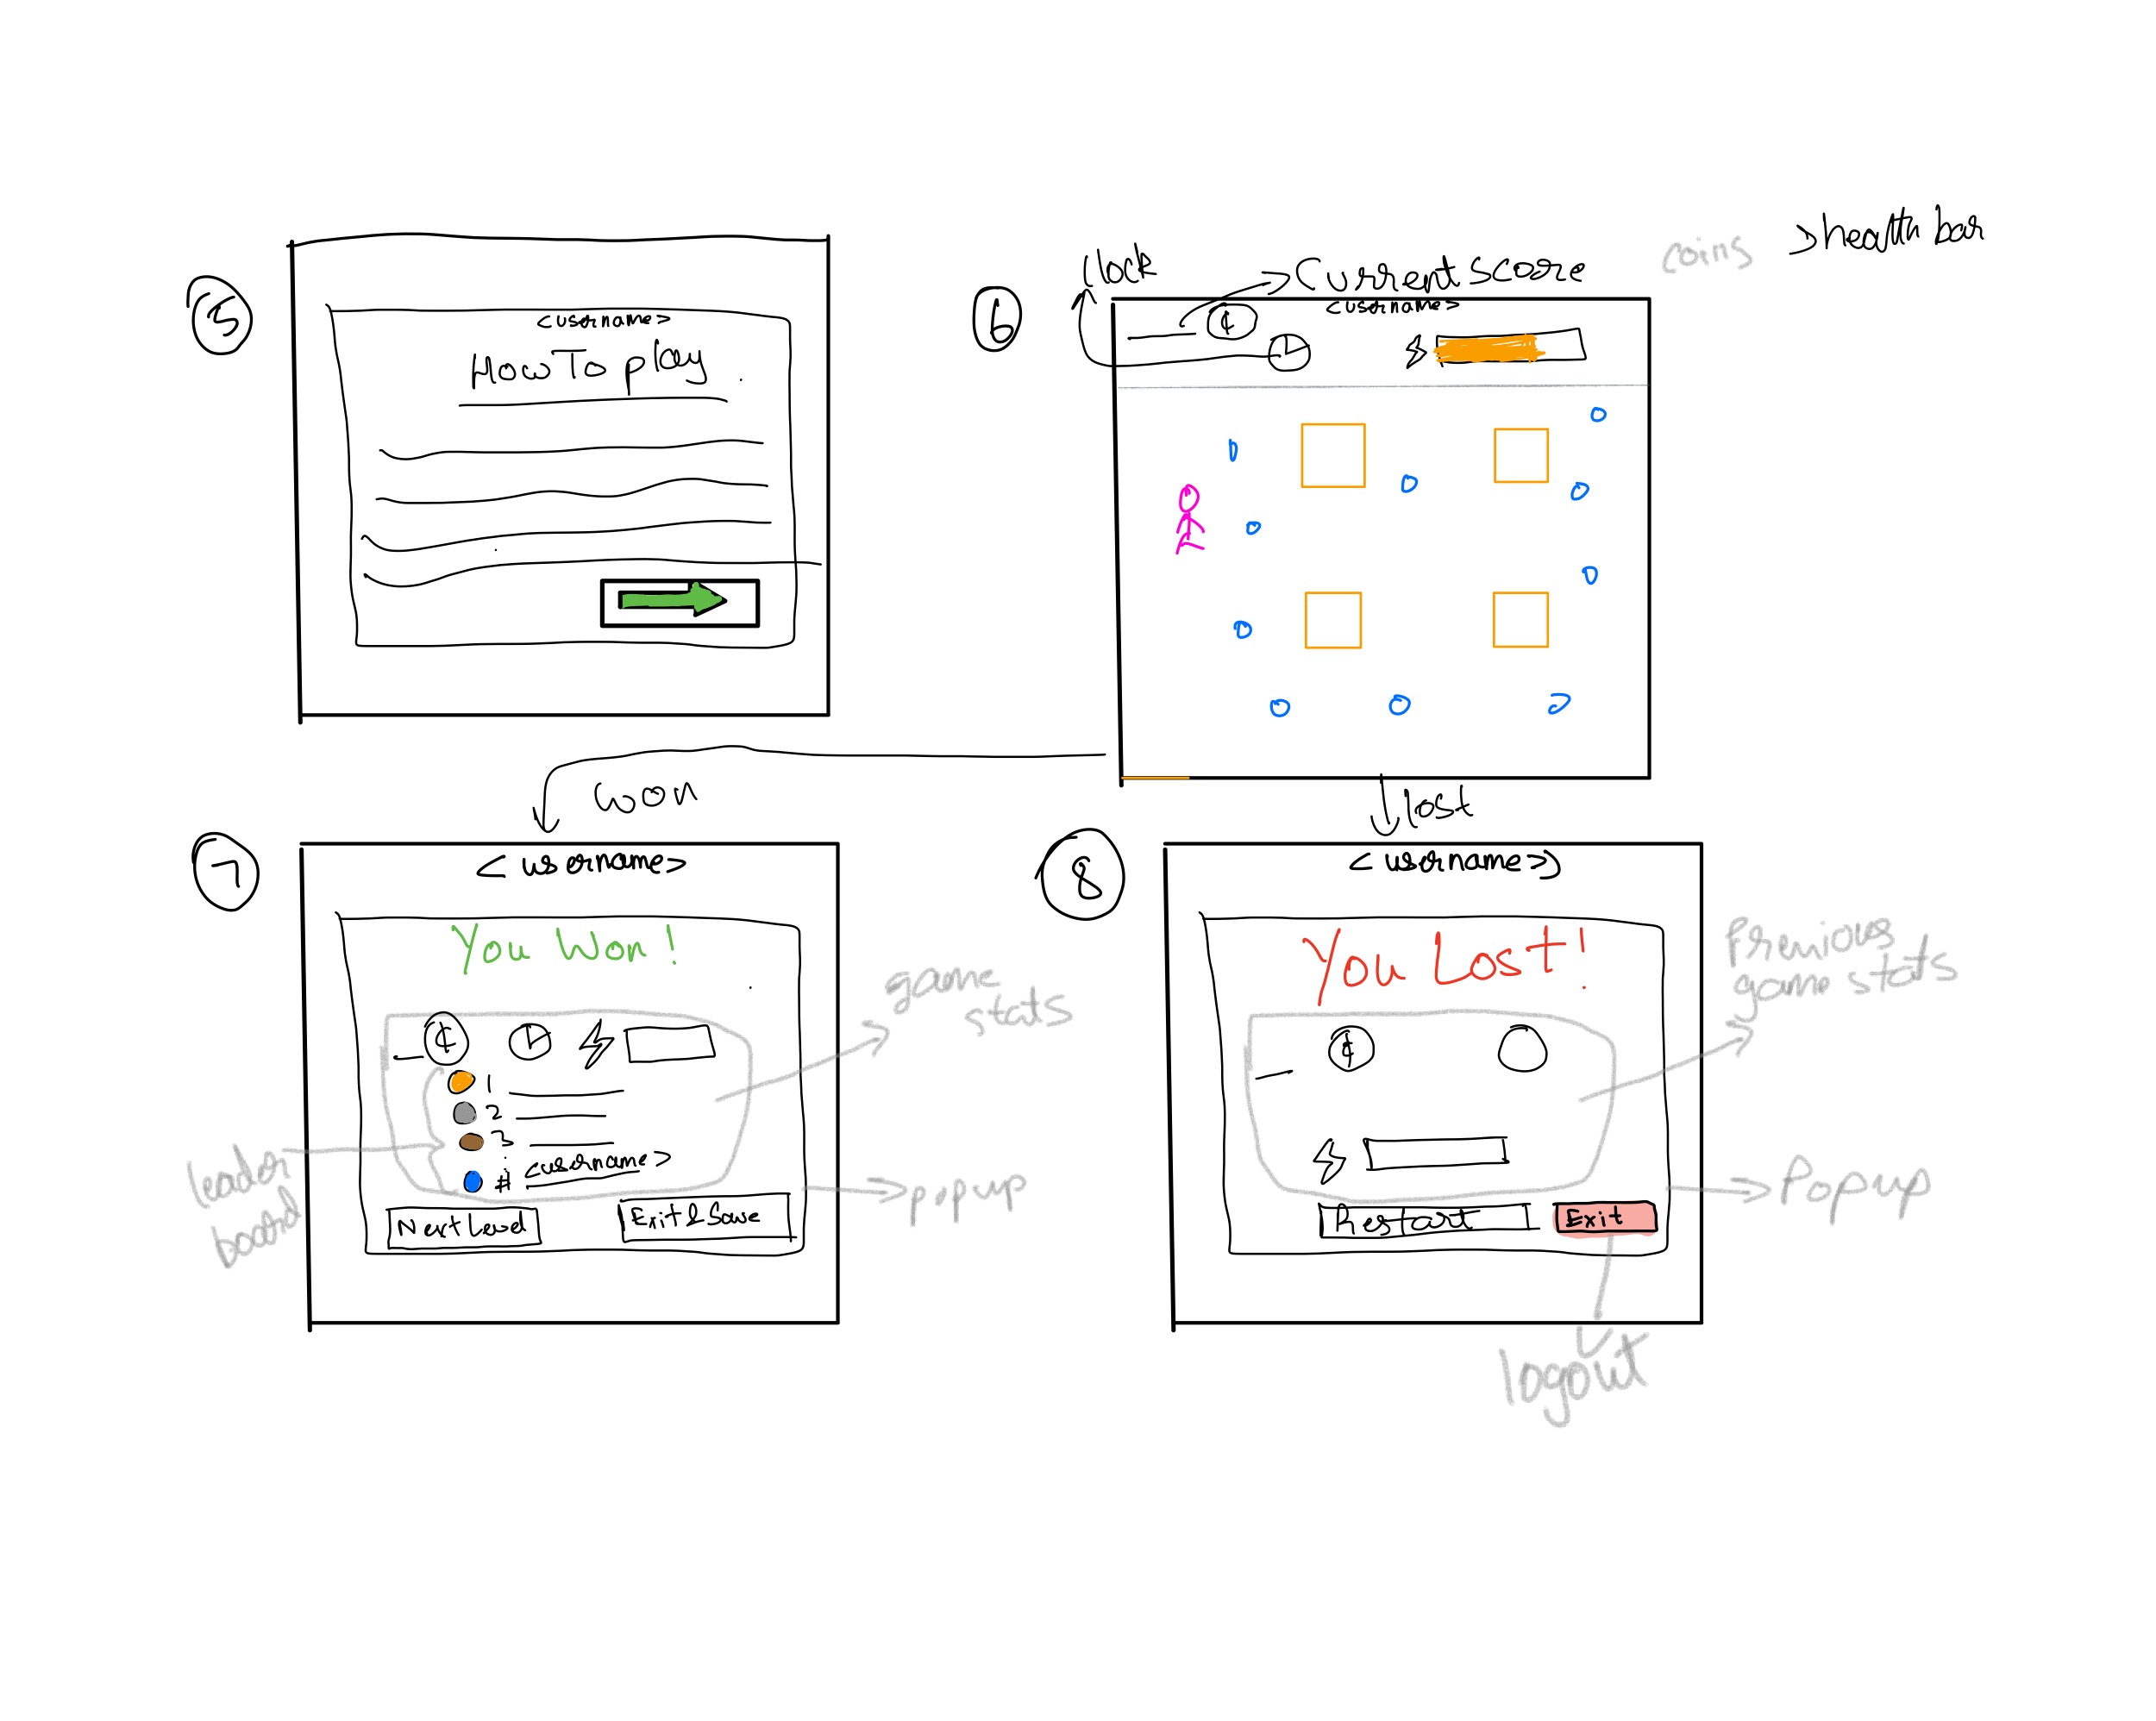 5
<username>
How To play
6
Clock
Current score
coins
health bar
<username>
¢
won
lost
7
<username>
You Won!
game
stats
¢
1
2
3
# <username>
leader
board
Next Level
Exit & Save
popup
8
<username>
You Lost!
Previous
game stats
¢
Restart
Exit
Popup
logout